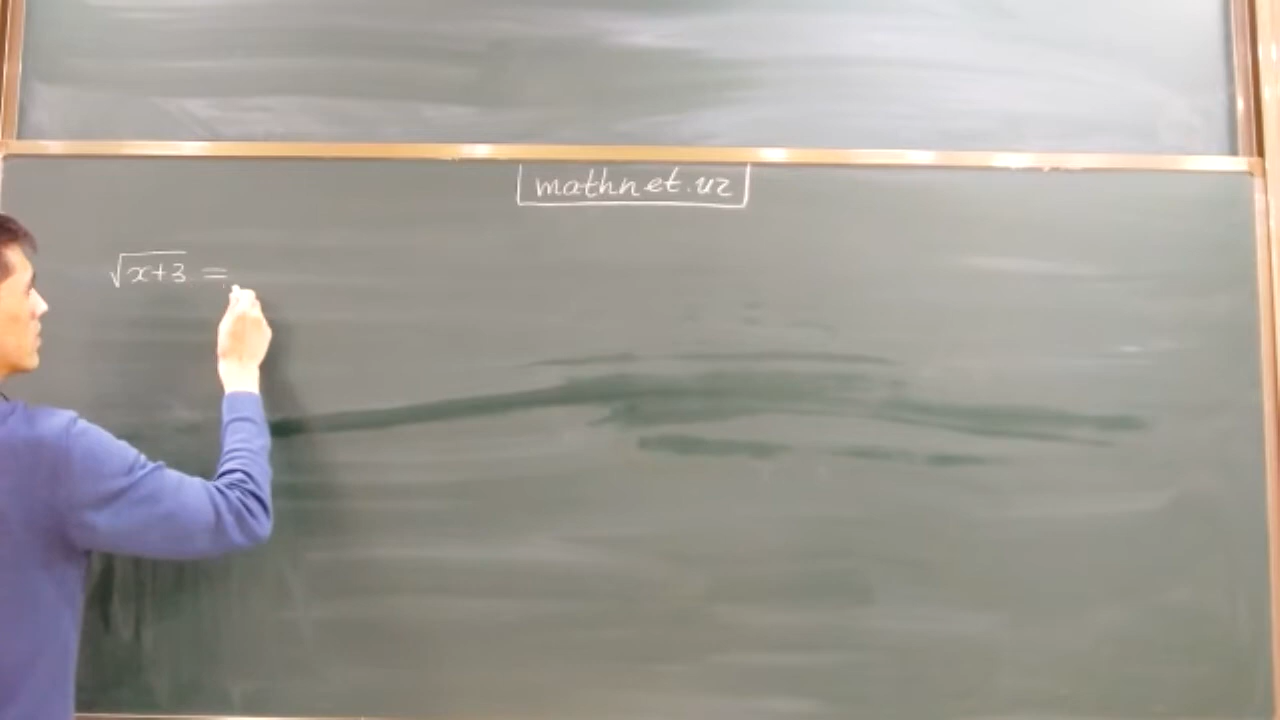 mathnet.uz
√x+3 =